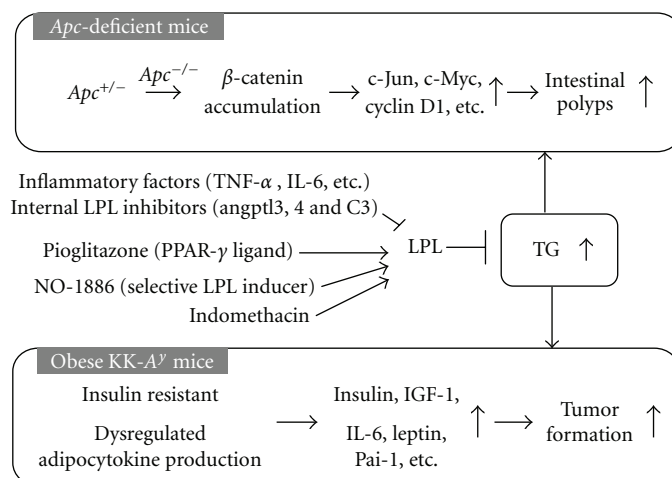 Apc-deficient mice
Apc+/− Apc−/− β-catenin accumulation c-Jun, c-Myc, cyclin D1, etc. Intestinal polyps
Inflammatory factors (TNF-α , IL-6, etc.)
Internal LPL inhibitors (angptl3, 4 and C3)
Pioglitazone (PPAR-γ ligand)
LPL
TG
NO-1886 (selective LPL inducer)
Indomethacin
Obese KK-Aʸ mice
Insulin resistant
Dysregulated
adipocytokine production
Insulin, IGF-1,
IL-6, leptin,
Pai-1, etc.
Tumor
formation